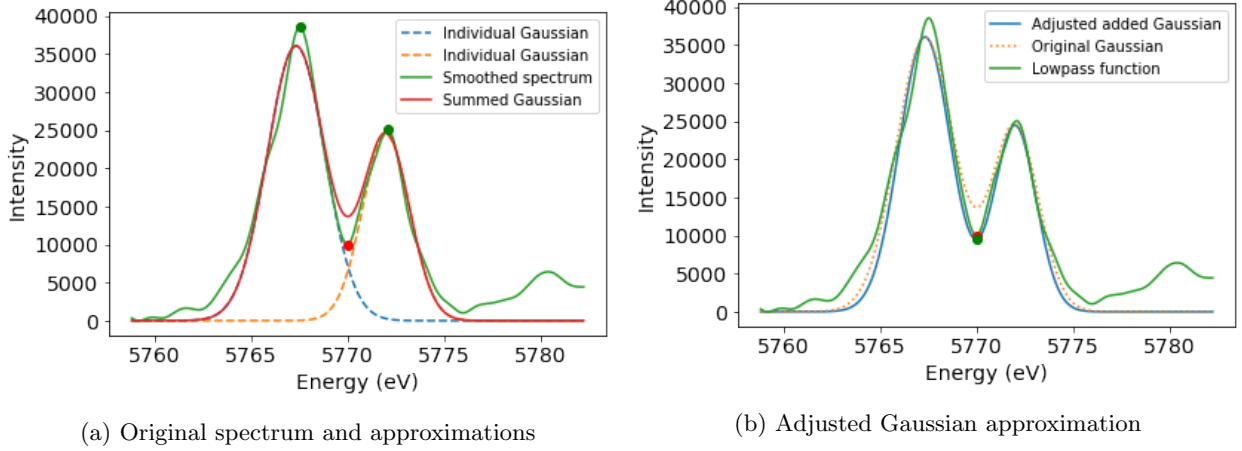 40000
35000
30000
25000
20000
15000
10000
5000
0
Intensity
5760 5765 5770 5775 5780
Energy (eV)
Individual Gaussian
Individual Gaussian
Smoothed spectrum
Summed Gaussian
(a) Original spectrum and approximations
40000
35000
30000
25000
20000
15000
10000
5000
0
Intensity
5760 5765 5770 5775 5780
Energy (eV)
Adjusted added Gaussian
Original Gaussian
Lowpass function
(b) Adjusted Gaussian approximation